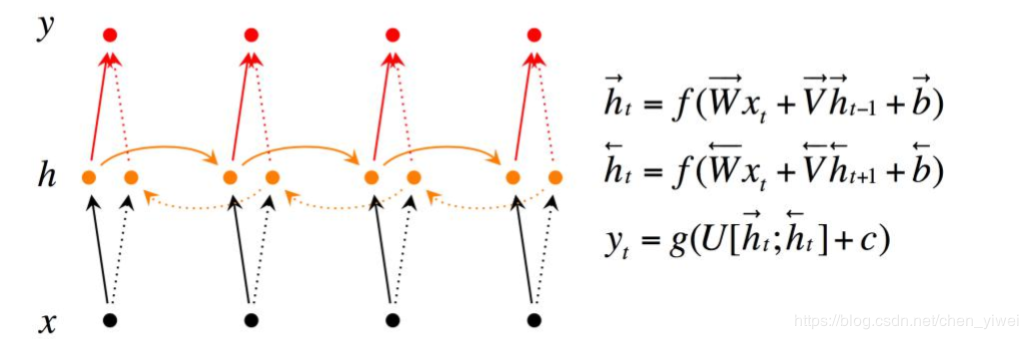 y
h
x
$\overrightarrow{h}_t = f(\overrightarrow{W}x_t + \overrightarrow{V}\overrightarrow{h}_{t-1} + \overrightarrow{b})$
$\overleftarrow{h}_t = f(\overleftarrow{W}x_t + \overleftarrow{V}\overleftarrow{h}_{t+1} + \overleftarrow{b})$
$y_t = g(U[\overrightarrow{h}_t;\overleftarrow{h}_t] + c)$
https://blog.csdn.net/chen_yiwei